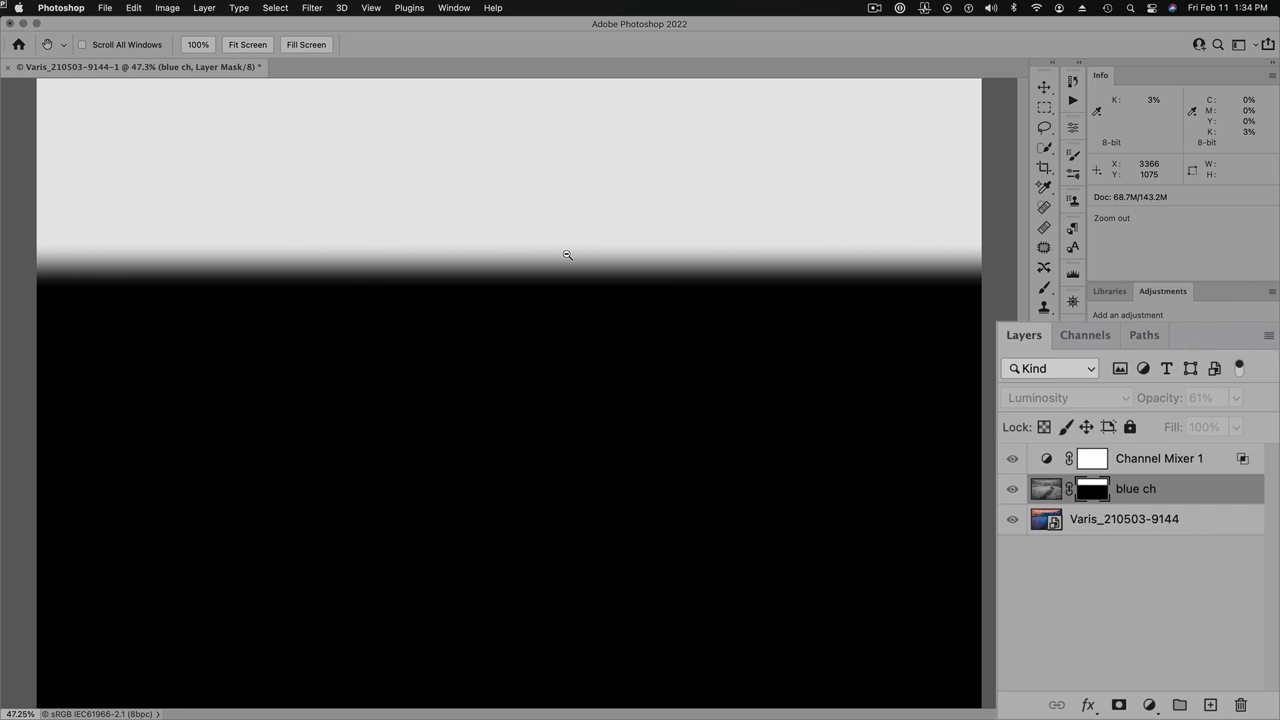 Photoshop File Edit Image Layer Type Select Filter 3D View Plugins Window Help Fri Feb 11 1:34 PM
Adobe Photoshop 2022
Scroll All Windows 100% Fit Screen Fill Screen
© Varis_210503-9144-1 @ 47.3% (blue ch, Layer Mask/8) *
Info
K: 3% C: 0%
M: 0%
Y: 0%
K: 3%
8-bit 8-bit
X: 3366 W:
Y: 1075 H:
Doc: 68.7M/143.2M
Zoom out
Libraries Adjustments
Add an adjustment
Layers Channels Paths
Kind
Luminosity Opacity: 61%
Lock: Fill: 100%
Channel Mixer 1
blue ch
Varis_210503-9144
fx
47.25% © sRGB IEC61966-2.1 (8bpc)